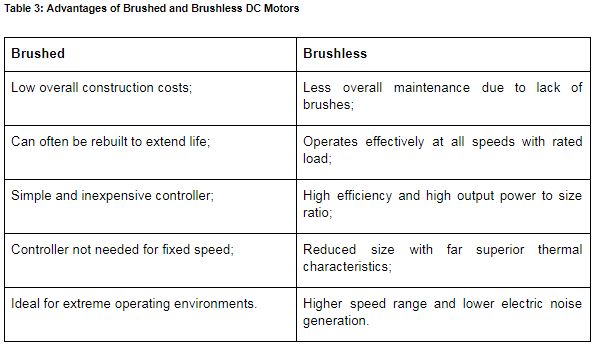 Table 3: Advantages of Brushed and Brushless DC Motors
Brushed
Brushless
Low overall construction costs;
Less overall maintenance due to lack of
brushes;
Can often be rebuilt to extend life;
Operates effectively at all speeds with rated
load;
Simple and inexpensive controller;
High efficiency and high output power to size
ratio;
Controller not needed for fixed speed;
Reduced size with far superior thermal
characteristics;
Ideal for extreme operating environments.
Higher speed range and lower electric noise
generation.